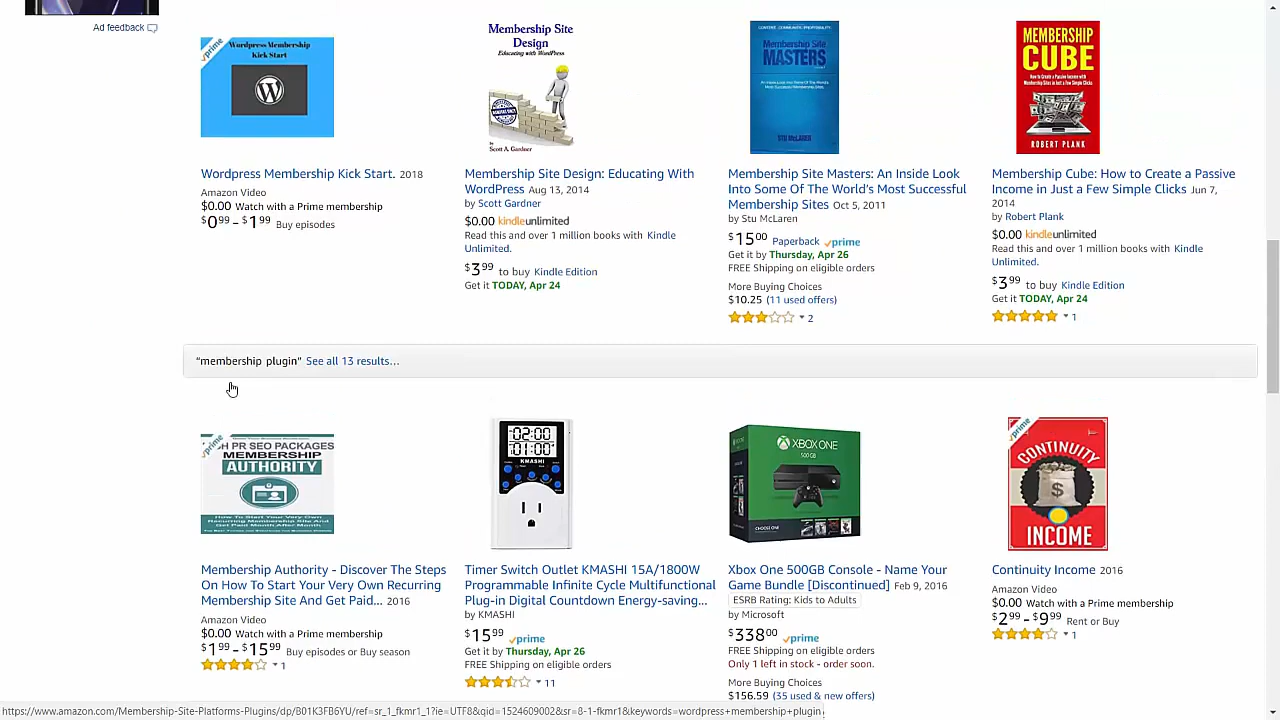 Ad feedback
prime
Wordpress Membership
Kick Start
Membership Site
Design:
Educating with WordPress
by
Scott A. Gardner
Membership Site
MASTERS
STU McLAREN
MEMBERSHIP
CUBE
How to Create a Passive
Income in Just a Few Simple Clicks
ROBERT PLANK
Wordpress Membership Kick Start. 2018
Amazon Video
$0.00 Watch with a Prime membership
$0 99 - $1 99 Buy episodes
Membership Site Design: Educating With
WordPress Aug 13, 2014
by Scott Gardner
$0.00 kindleunlimited
Read this and over 1 million books with Kindle
Unlimited.
$3 99 to buy Kindle Edition
Get it TODAY, Apr 24
Membership Site Masters: An Inside Look
Into Some Of The World's Most Successful
Membership Sites Oct 5, 2011
by Stu McLaren
$15 00 Paperback prime
Get it by Thursday, Apr 26
FREE Shipping on eligible orders
More Buying Choices
$10.25 (11 used offers)
2
Membership Cube: How to Create a Passive
Income in Just a Few Simple Clicks Jun 7,
2014
by Robert Plank
$0.00 kindleunlimited
Read this and over 1 million books with Kindle
Unlimited.
$3 99 to buy Kindle Edition
Get it TODAY, Apr 24
1
"membership plugin" See all 13 results...
prime
H PR SEO PACKAGES
MEMBERSHIP
AUTHORITY
How To Start Your Very Own
Recurring Membership Site And
Get Paid Month After Month
02:00
01:00
KMASHI
XBOX ONE
500 GB
prime
CONTINUITY
$
INCOME
Membership Authority - Discover The Steps
On How To Start Your Very Own Recurring
Membership Site And Get Paid... 2016
Amazon Video
$0.00 Watch with a Prime membership
$1 99 - $15 99 Buy episodes or Buy season
1
Timer Switch Outlet KMASHI 15A/1800W
Programmable Infinite Cycle Multifunctional
Plug-in Digital Countdown Energy-saving...
by KMASHI
$15 99 prime
Get it by Thursday, Apr 26
FREE Shipping on eligible orders
11
Xbox One 500GB Console - Name Your
Game Bundle [Discontinued] Feb 9, 2016
ESRB Rating: Kids to Adults
by Microsoft
$338 00 prime
FREE Shipping on eligible orders
Only 1 left in stock - order soon.
More Buying Choices
$156.59 (35 used & new offers)
Continuity Income 2016
Amazon Video
$0.00 Watch with a Prime membership
$2 99 - $9 99 Rent or Buy
1
https://www.amazon.com/Membership-Site-Platforms-Plugins/dp/B01K3FB6YU/ref=sr_1_fkmr1_1?ie=UTF8&qid=1524609002&sr=8-1-fkmr1&keywords=wordpress+membership+plugin